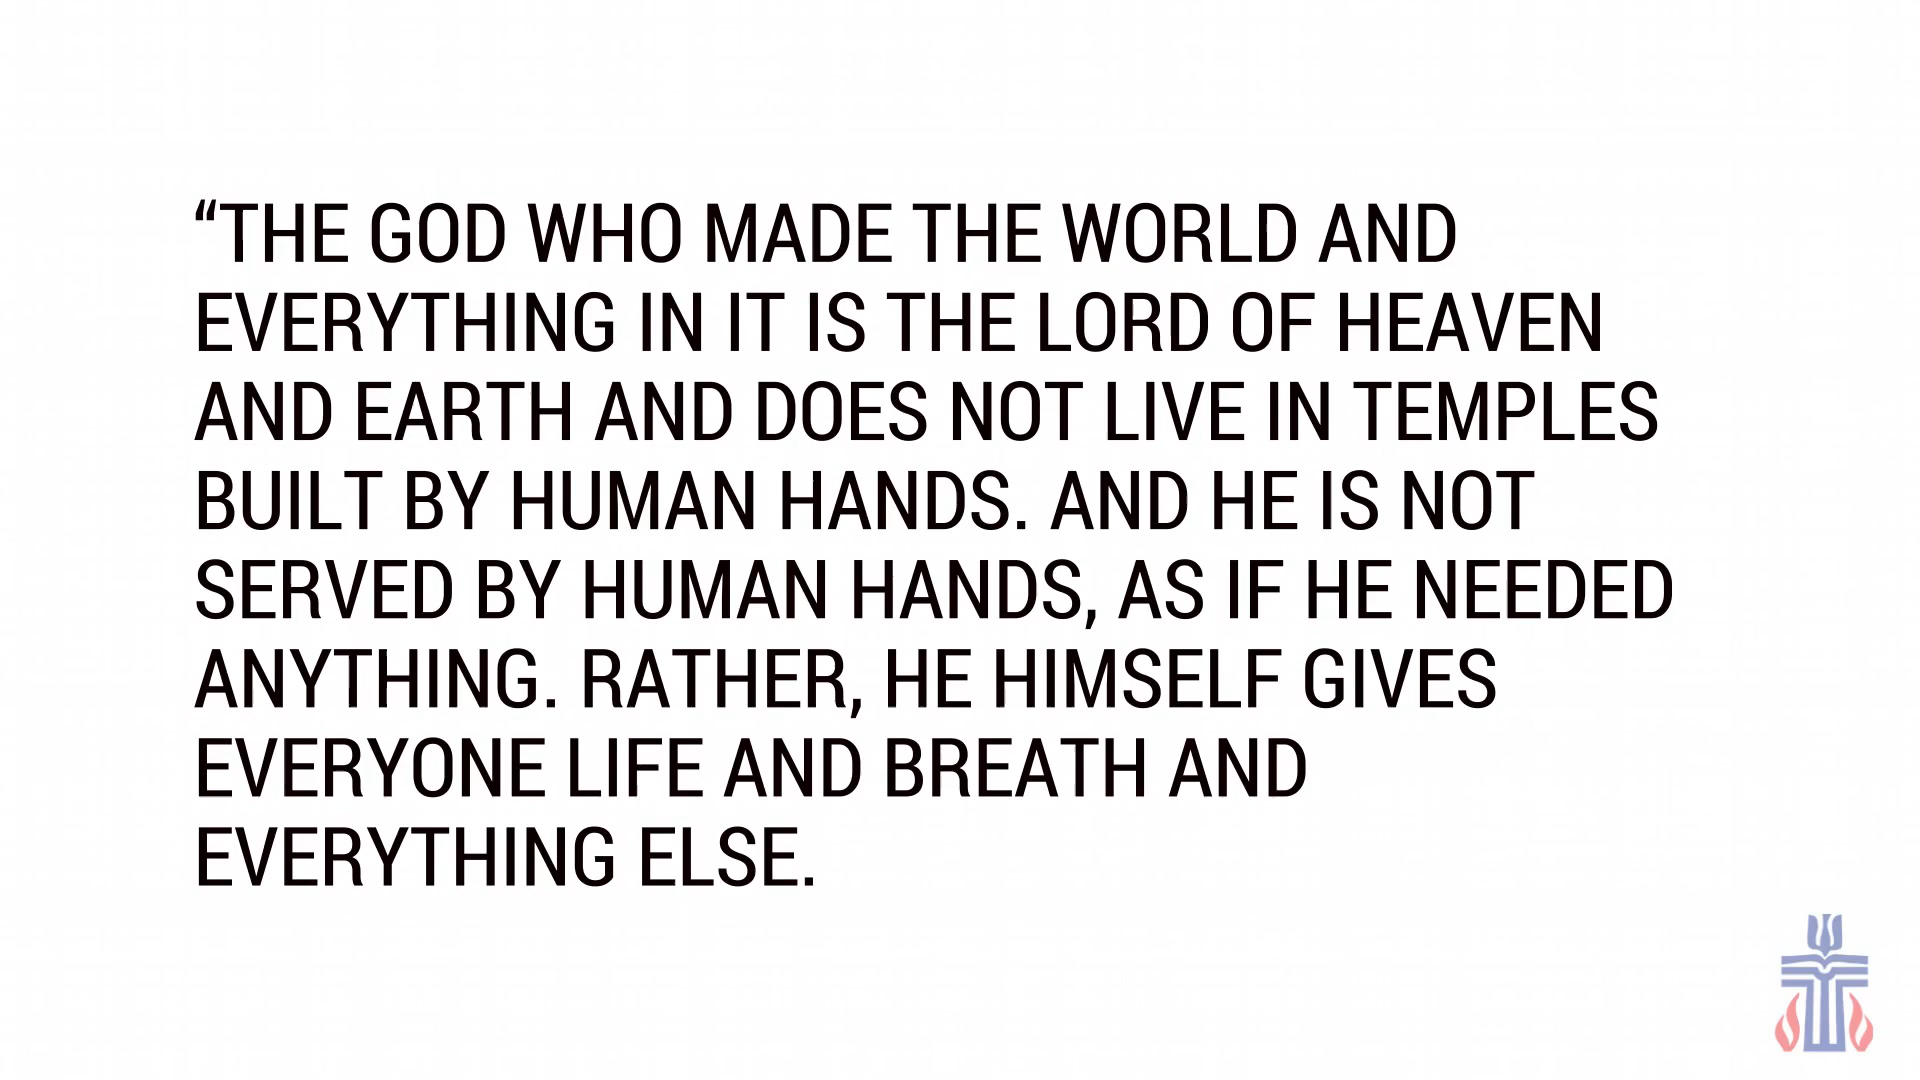 “THE GOD WHO MADE THE WORLD AND
EVERYTHING IN IT IS THE LORD OF HEAVEN
AND EARTH AND DOES NOT LIVE IN TEMPLES
BUILT BY HUMAN HANDS. AND HE IS NOT
SERVED BY HUMAN HANDS, AS IF HE NEEDED
ANYTHING. RATHER, HE HIMSELF GIVES
EVERYONE LIFE AND BREATH AND
EVERYTHING ELSE.